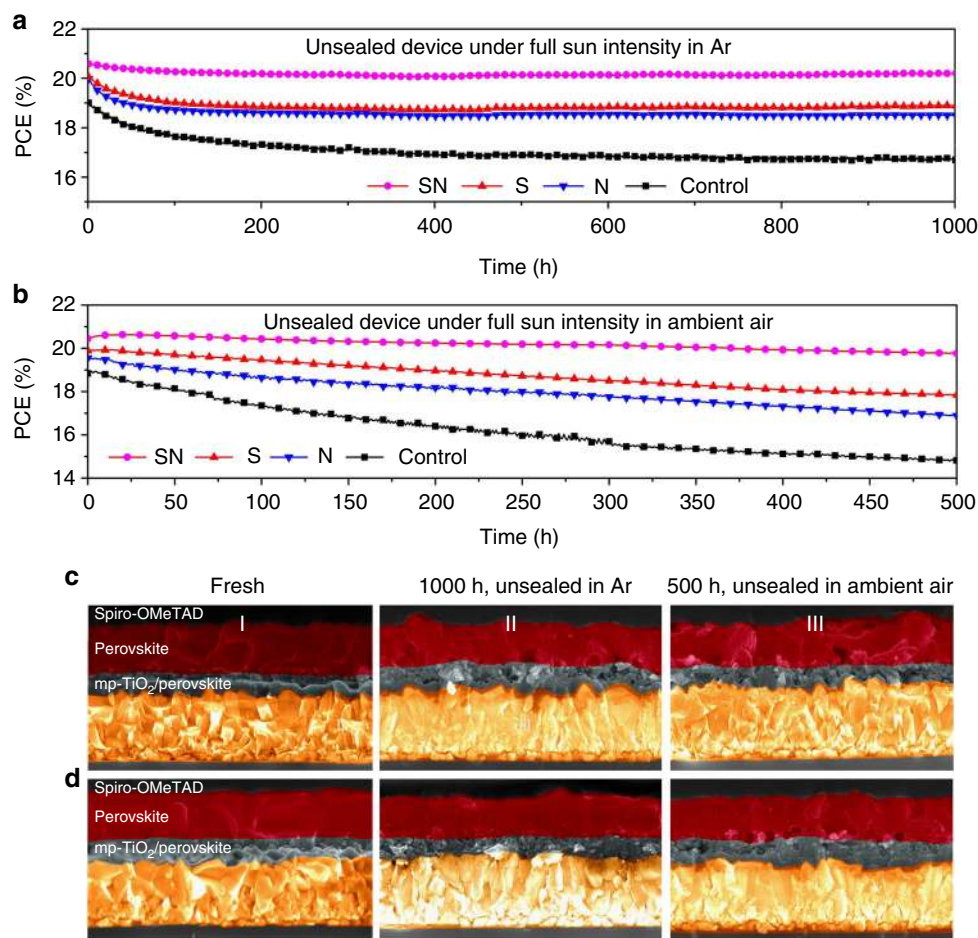 a
22
20
18
16
PCE (%)
Unsealed device under full sun intensity in Ar
SN S N Control
0 200 400 600 800 1000
Time (h)
b
22
20
18
16
14
PCE (%)
Unsealed device under full sun intensity in ambient air
SN S N Control
0 50 100 150 200 250 300 350 400 450 500
Time (h)
c
Fresh 1000 h, unsealed in Ar 500 h, unsealed in ambient air
Spiro-OMeTAD
I II III
Perovskite
mp-TiO₂/perovskite
d
Spiro-OMeTAD
Perovskite
mp-TiO₂/perovskite